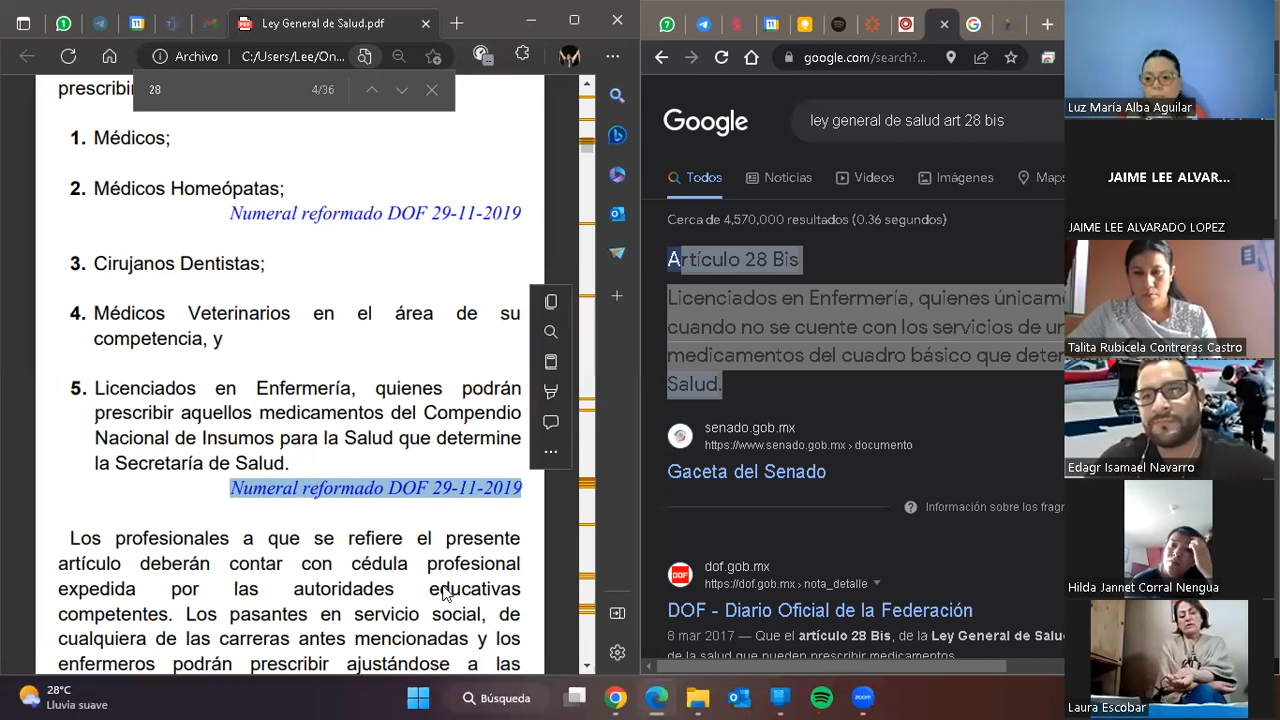 Ley General de Salud.pdf
Archivo
C:/Users/Lee/On...
28
4/36
prescribir
1. Médicos;
2. Médicos Homeópatas;
Numeral reformado DOF 29-11-2019
3. Cirujanos Dentistas;
4. Médicos Veterinarios en el área de su
competencia, y
5. Licenciados en Enfermería, quienes podrán
prescribir aquellos medicamentos del Compendio
Nacional de Insumos para la Salud que determine
la Secretaría de Salud.
Numeral reformado DOF 29-11-2019
Los profesionales a que se refiere el presente
artículo deberán contar con cédula profesional
expedida por las autoridades educativas
competentes. Los pasantes en servicio social, de
cualquiera de las carreras antes mencionadas y los
enfermeros podrán prescribir ajustándose a las
google.com/search?...
Google
ley general de salud art 28 bis
Todos
Noticias
Videos
Imágenes
Maps
Cerca de 4,570,000 resultados (0.36 segundos)
Artículo 28 Bis
Licenciados en Enfermería, quienes únicame
cuando no se cuente con los servicios de un
medicamentos del cuadro básico que deter
Salud.
senado.gob.mx
https://www.senado.gob.mx › documento
Gaceta del Senado
Información sobre los fragm
DOF
dof.gob.mx
https://dof.gob.mx › nota_detalle
DOF - Diario Oficial de la Federación
8 mar 2017 — Que el artículo 28 Bis, de la Ley General de Salud
de la salud que pueden prescribir medicamentos
Luz María Alba Aguilar
JAIME LEE ALVAR...
JAIME LEE ALVARADO LOPEZ
Talita Rubicela Contreras Castro
Edagr Isamael Navarro
Hilda Jannet Corral Nengua
Laura Escobar
28°C
Lluvia suave
Búsqueda
zoom